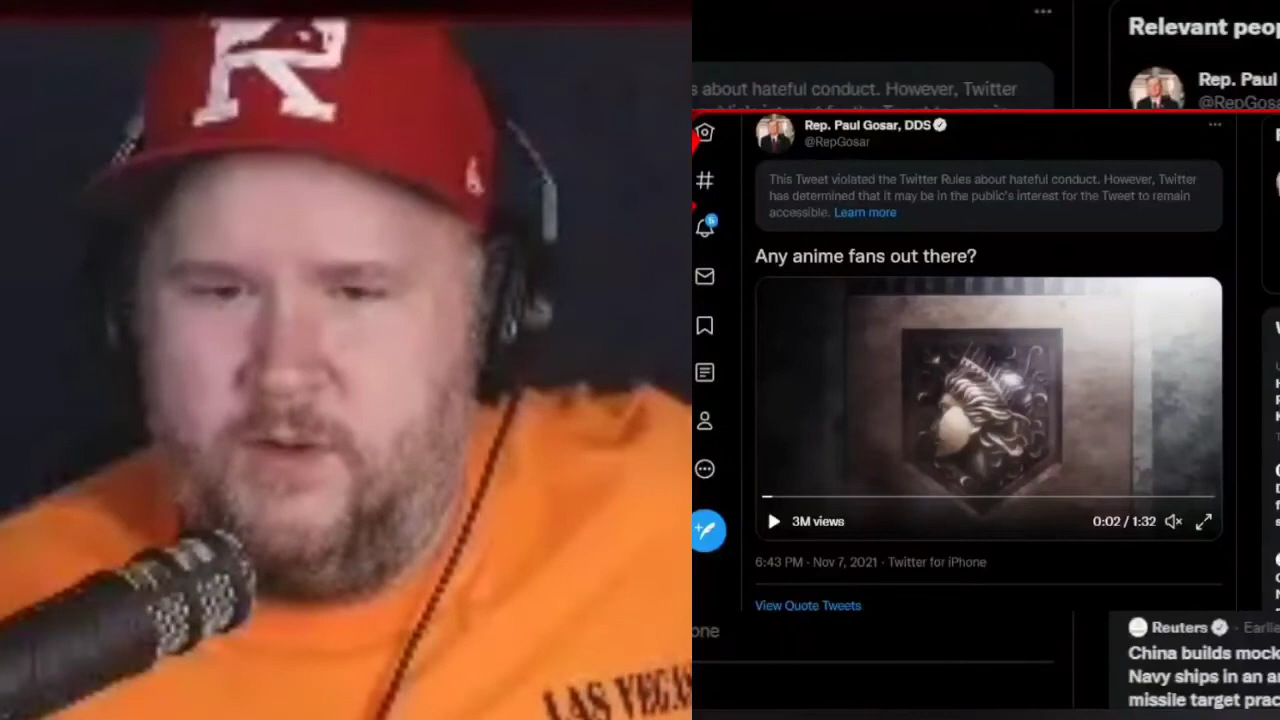 R
LAS VEGAS
Relevant peop
s about hateful conduct. However, Twitter
Rep. Paul
@RepGosa
Rep. Paul Gosar, DDS
@RepGosar
This Tweet violated the Twitter Rules about hateful conduct. However, Twitter
has determined that it may be in the public's interest for the Tweet to remain
accessible. Learn more
Any anime fans out there?
3M views
0:02 / 1:32
6:43 PM · Nov 7, 2021 · Twitter for iPhone
View Quote Tweets
one
Reuters · Earlie
China builds mock
Navy ships in an a
missile target prac